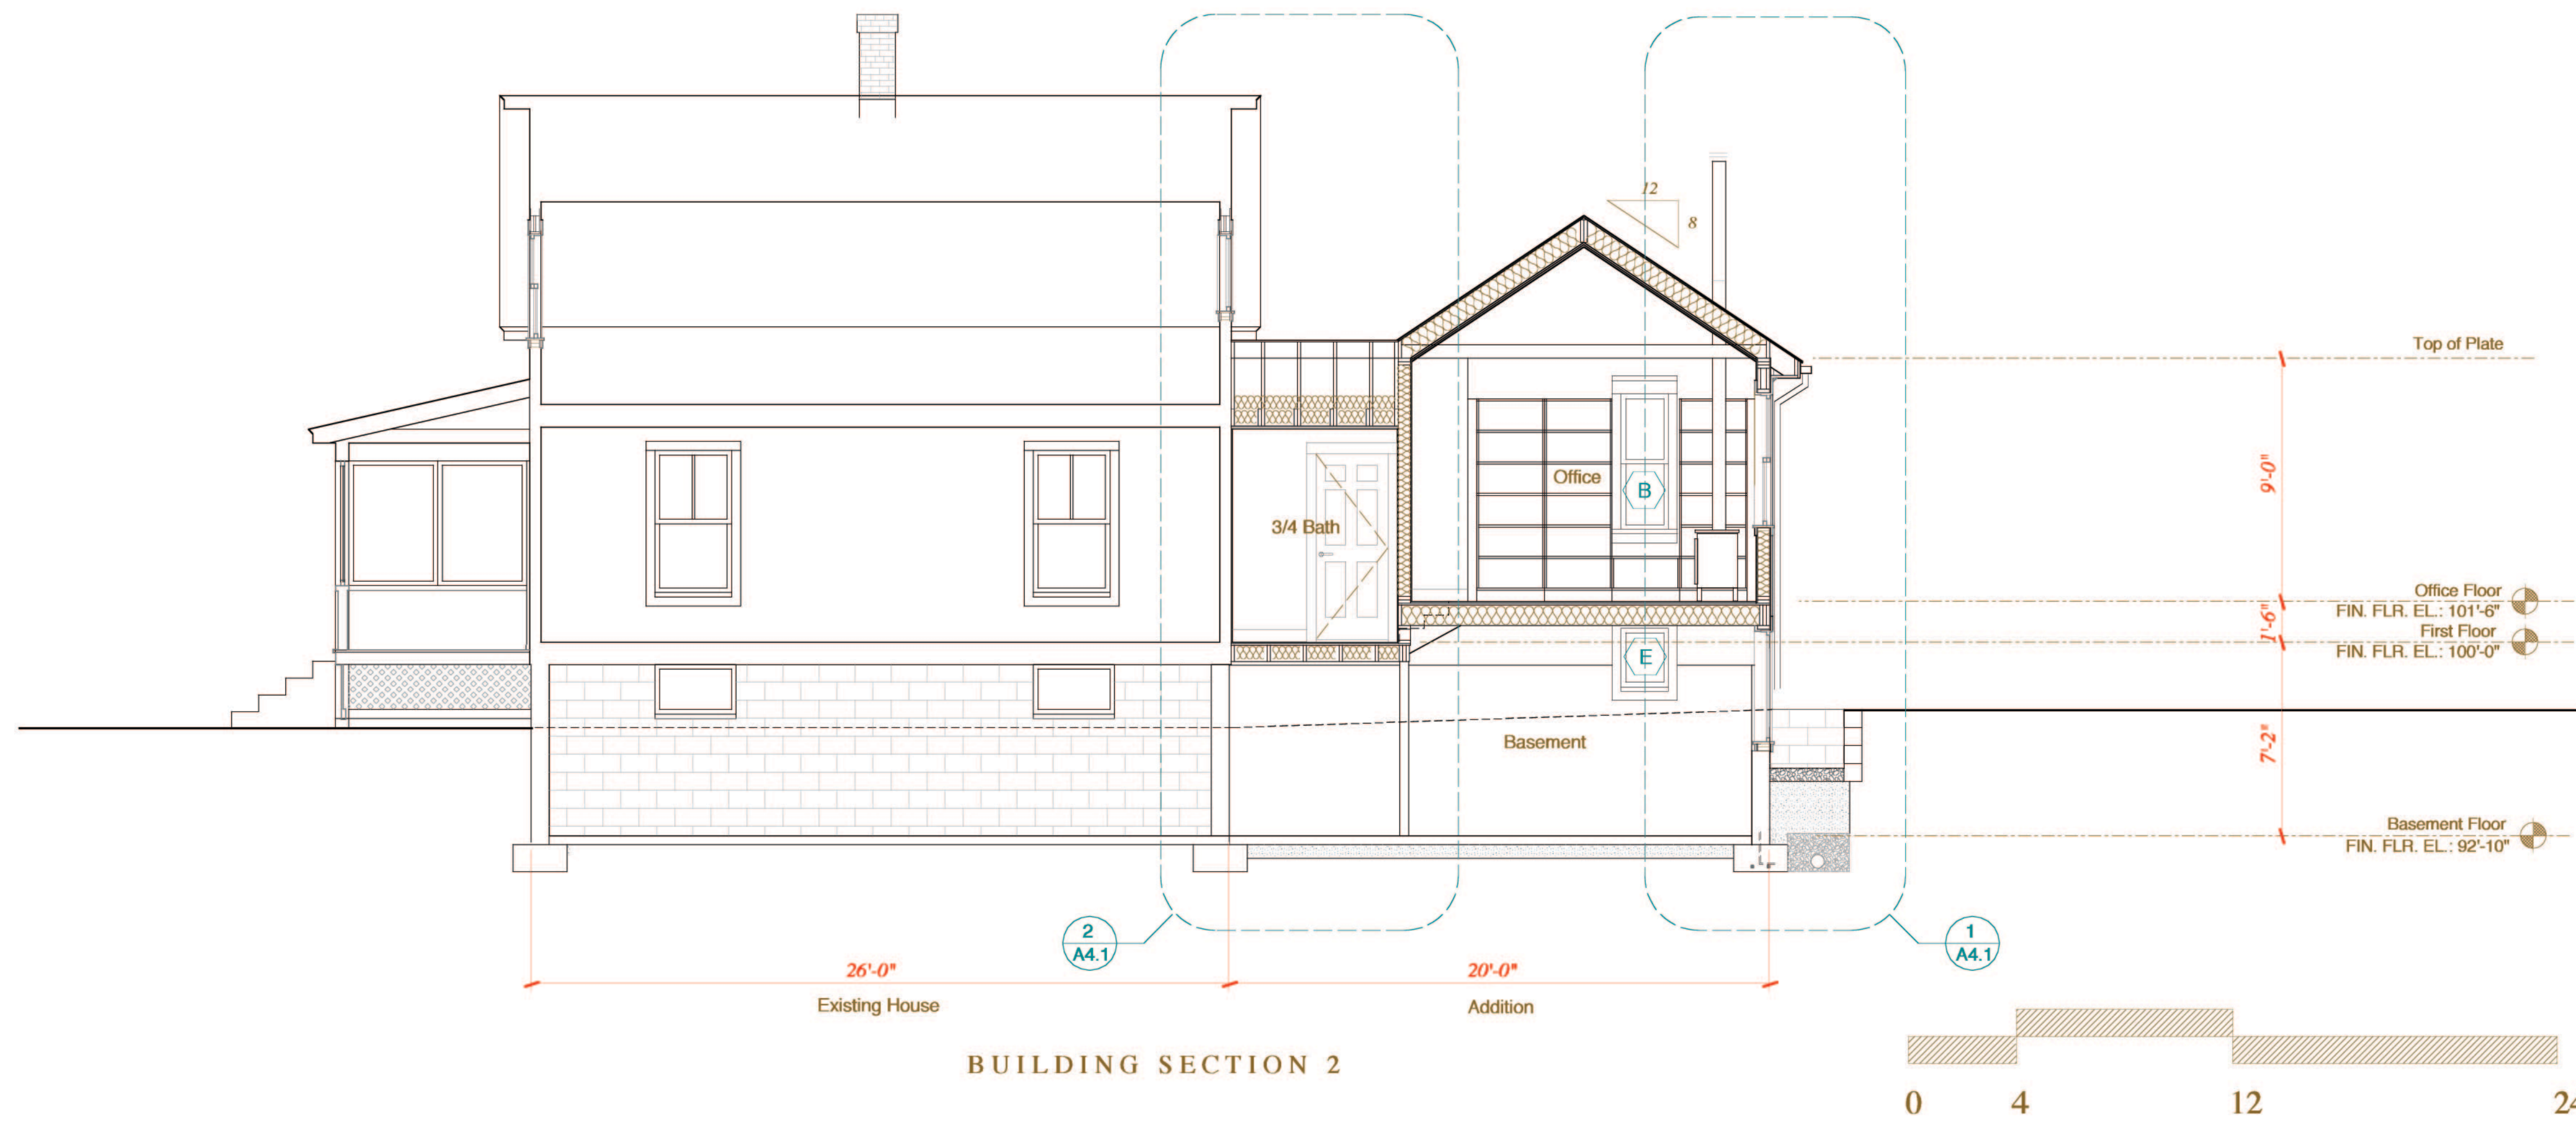 12
8
Top of Plate
9'-0"
Office
B
3/4 Bath
Office Floor
FIN. FLR. EL.: 101'-6"
1'-6"
First Floor
FIN. FLR. EL.: 100'-0"
E
Basement
7'-2"
Basement Floor
FIN. FLR. EL.: 92'-10"
2
A4.1
1
A4.1
26'-0"
20'-0"
Existing House
Addition
BUILDING SECTION 2
0 4 12 24